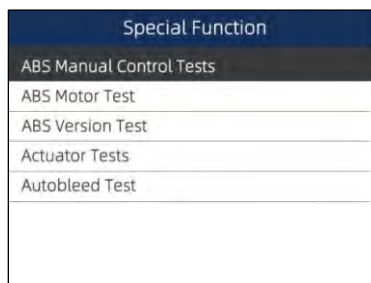 Special Function
ABS Manual Control Tests
ABS Motor Test
ABS Version Test
Actuator Tests
Autobleed Test